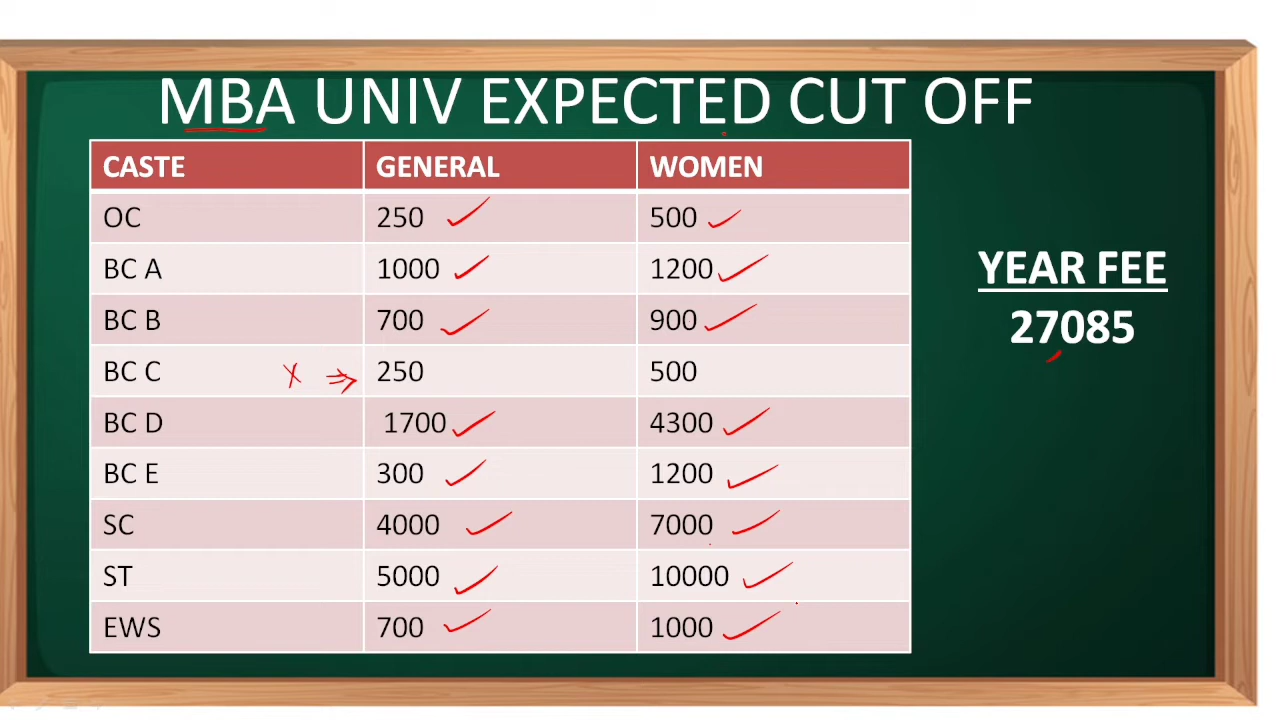 MBA UNIV EXPECTED CUT OFF
CASTE GENERAL WOMEN
OC 250 500
BC A 1000 1200
BC B 700 900
BC C X ⇒ 250 500
BC D 1700 4300
BC E 300 1200
SC 4000 7000
ST 5000 10000
EWS 700 1000
YEAR FEE
27085